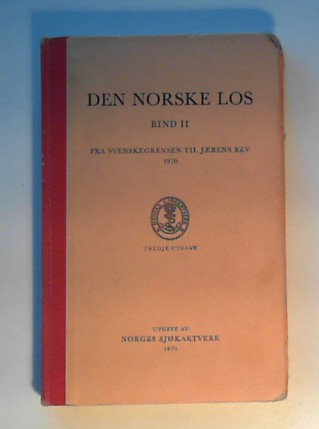 DEN NORSKE LOS
BIND II
FRA SVENSKEGRENSEN TIL JÆRENS REV
1970
TREDJE UTGAVE
UTGITT AV
NORGES SJØKARTVERK
1970